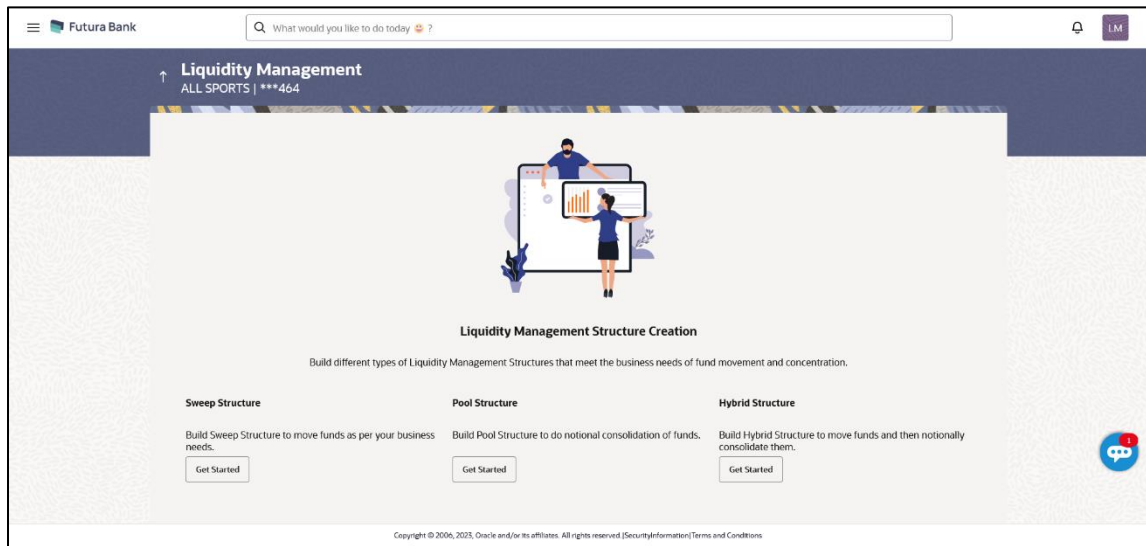 Futura Bank
What would you like to do today 😊 ?
LM
Liquidity Management
ALL SPORTS | ***464
Liquidity Management Structure Creation
Build different types of Liquidity Management Structures that meet the business needs of fund movement and concentration.
Sweep Structure
Build Sweep Structure to move funds as per your business
needs.
Get Started
Pool Structure
Build Pool Structure to do notional consolidation of funds.
Get Started
Hybrid Structure
Build Hybrid Structure to move funds and then notionally
consolidate them.
Get Started
1
Copyright © 2006, 2023, Oracle and/or its affiliates. All rights reserved.|SecurityInformation|Terms and Conditions